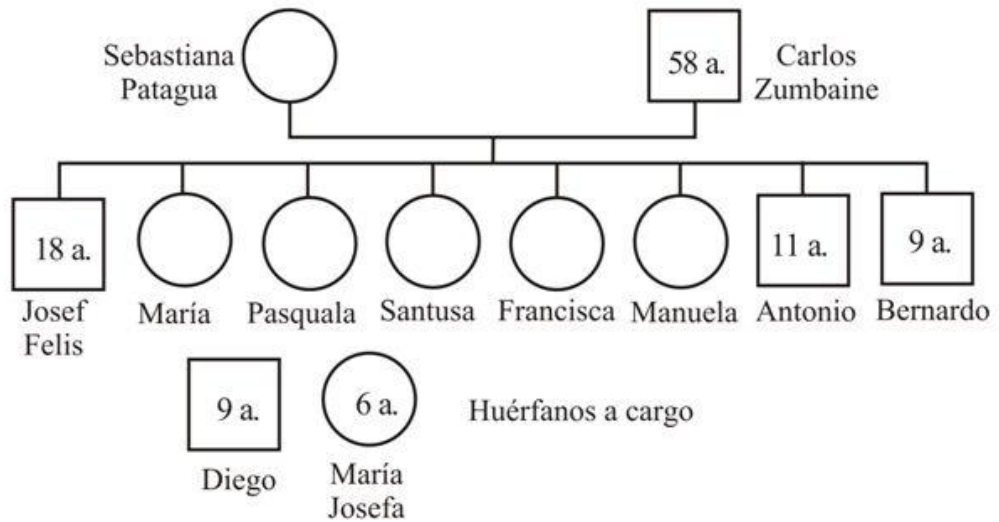 Sebastiana
Patagua
58 a.
Carlos
Zumbaine
18 a.
11 a.
9 a.
Josef
Felis
María
Pasquala
Santusa
Francisca
Manuela
Antonio
Bernardo
9 a.
6 a.
Huérfanos a cargo
Diego
María
Josefa